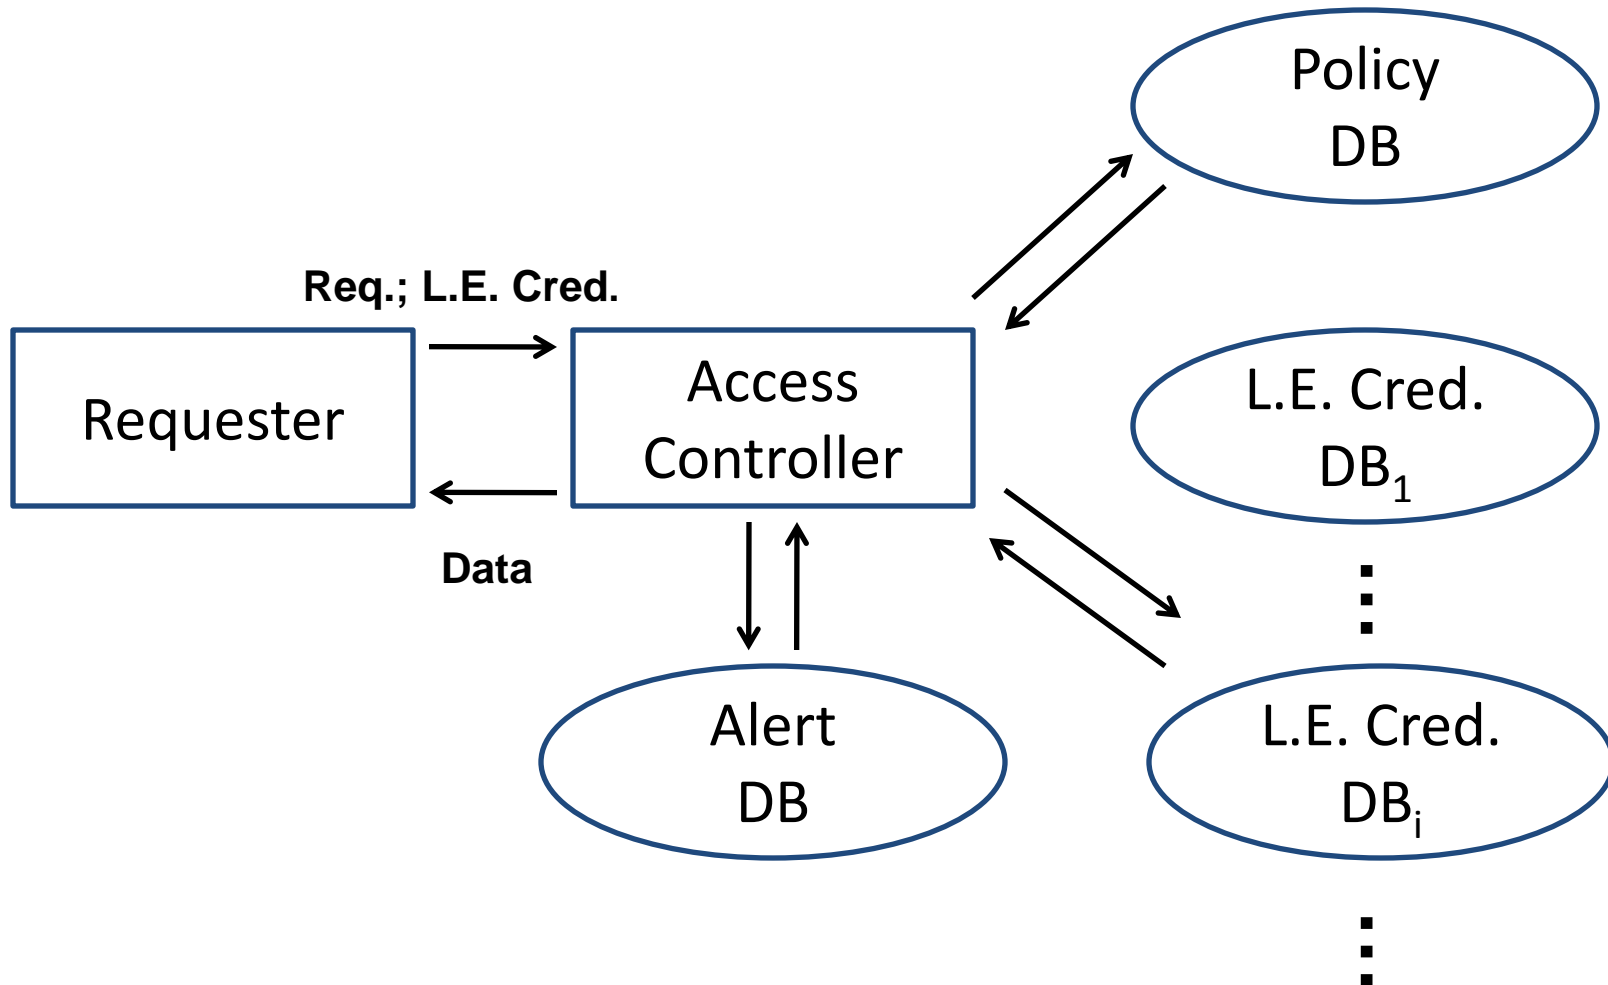 Policy
DB
Req.; L.E. Cred.
Requester
Access
Controller
L.E. Cred.
DB₁
Data
Alert
DB
L.E. Cred.
DBᵢ